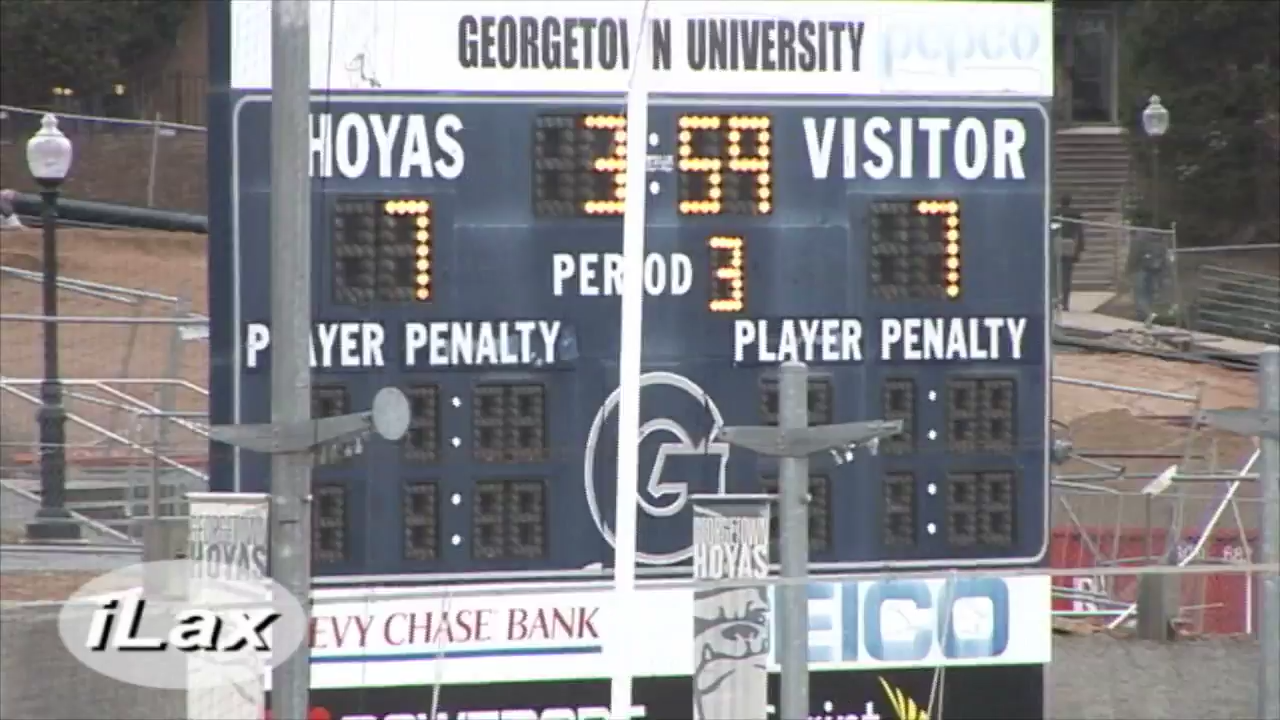 GEORGETOWN UNIVERSITY pepco
HOYAS 3:59 VISITOR
7 PERIOD 3 7
PLAYER PENALTY PLAYER PENALTY
G
GEORGETOWN
HOYAS
GEORGETOWN
HOYAS
iLax
EVY CHASE BANK
GEICO